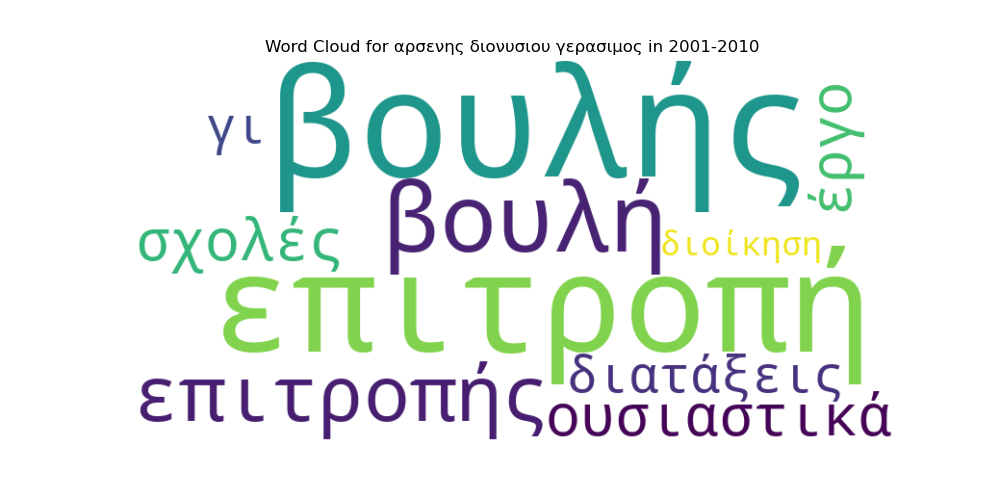 Word Cloud for αρσενης διονυσιου γερασιμος in 2001-2010
βουλής
γι
έργο
βουλή
σχολές
διοίκηση
επιτροπή
διατάξεις
επιτροπής
ουσιαστικά